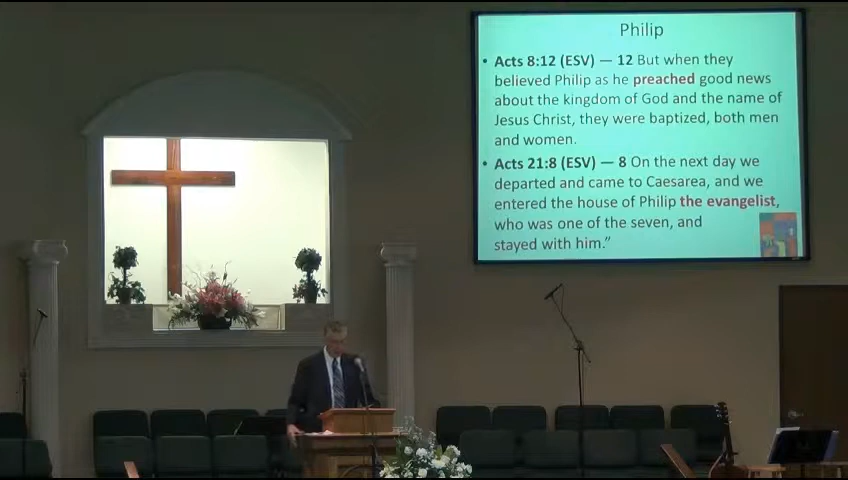 Philip
• Acts 8:12 (ESV) — 12 But when they
believed Philip as he preached good news
about the kingdom of God and the name of
Jesus Christ, they were baptized, both men
and women.
• Acts 21:8 (ESV) — 8 On the next day we
departed and came to Caesarea, and we
entered the house of Philip the evangelist,
who was one of the seven, and
stayed with him.”